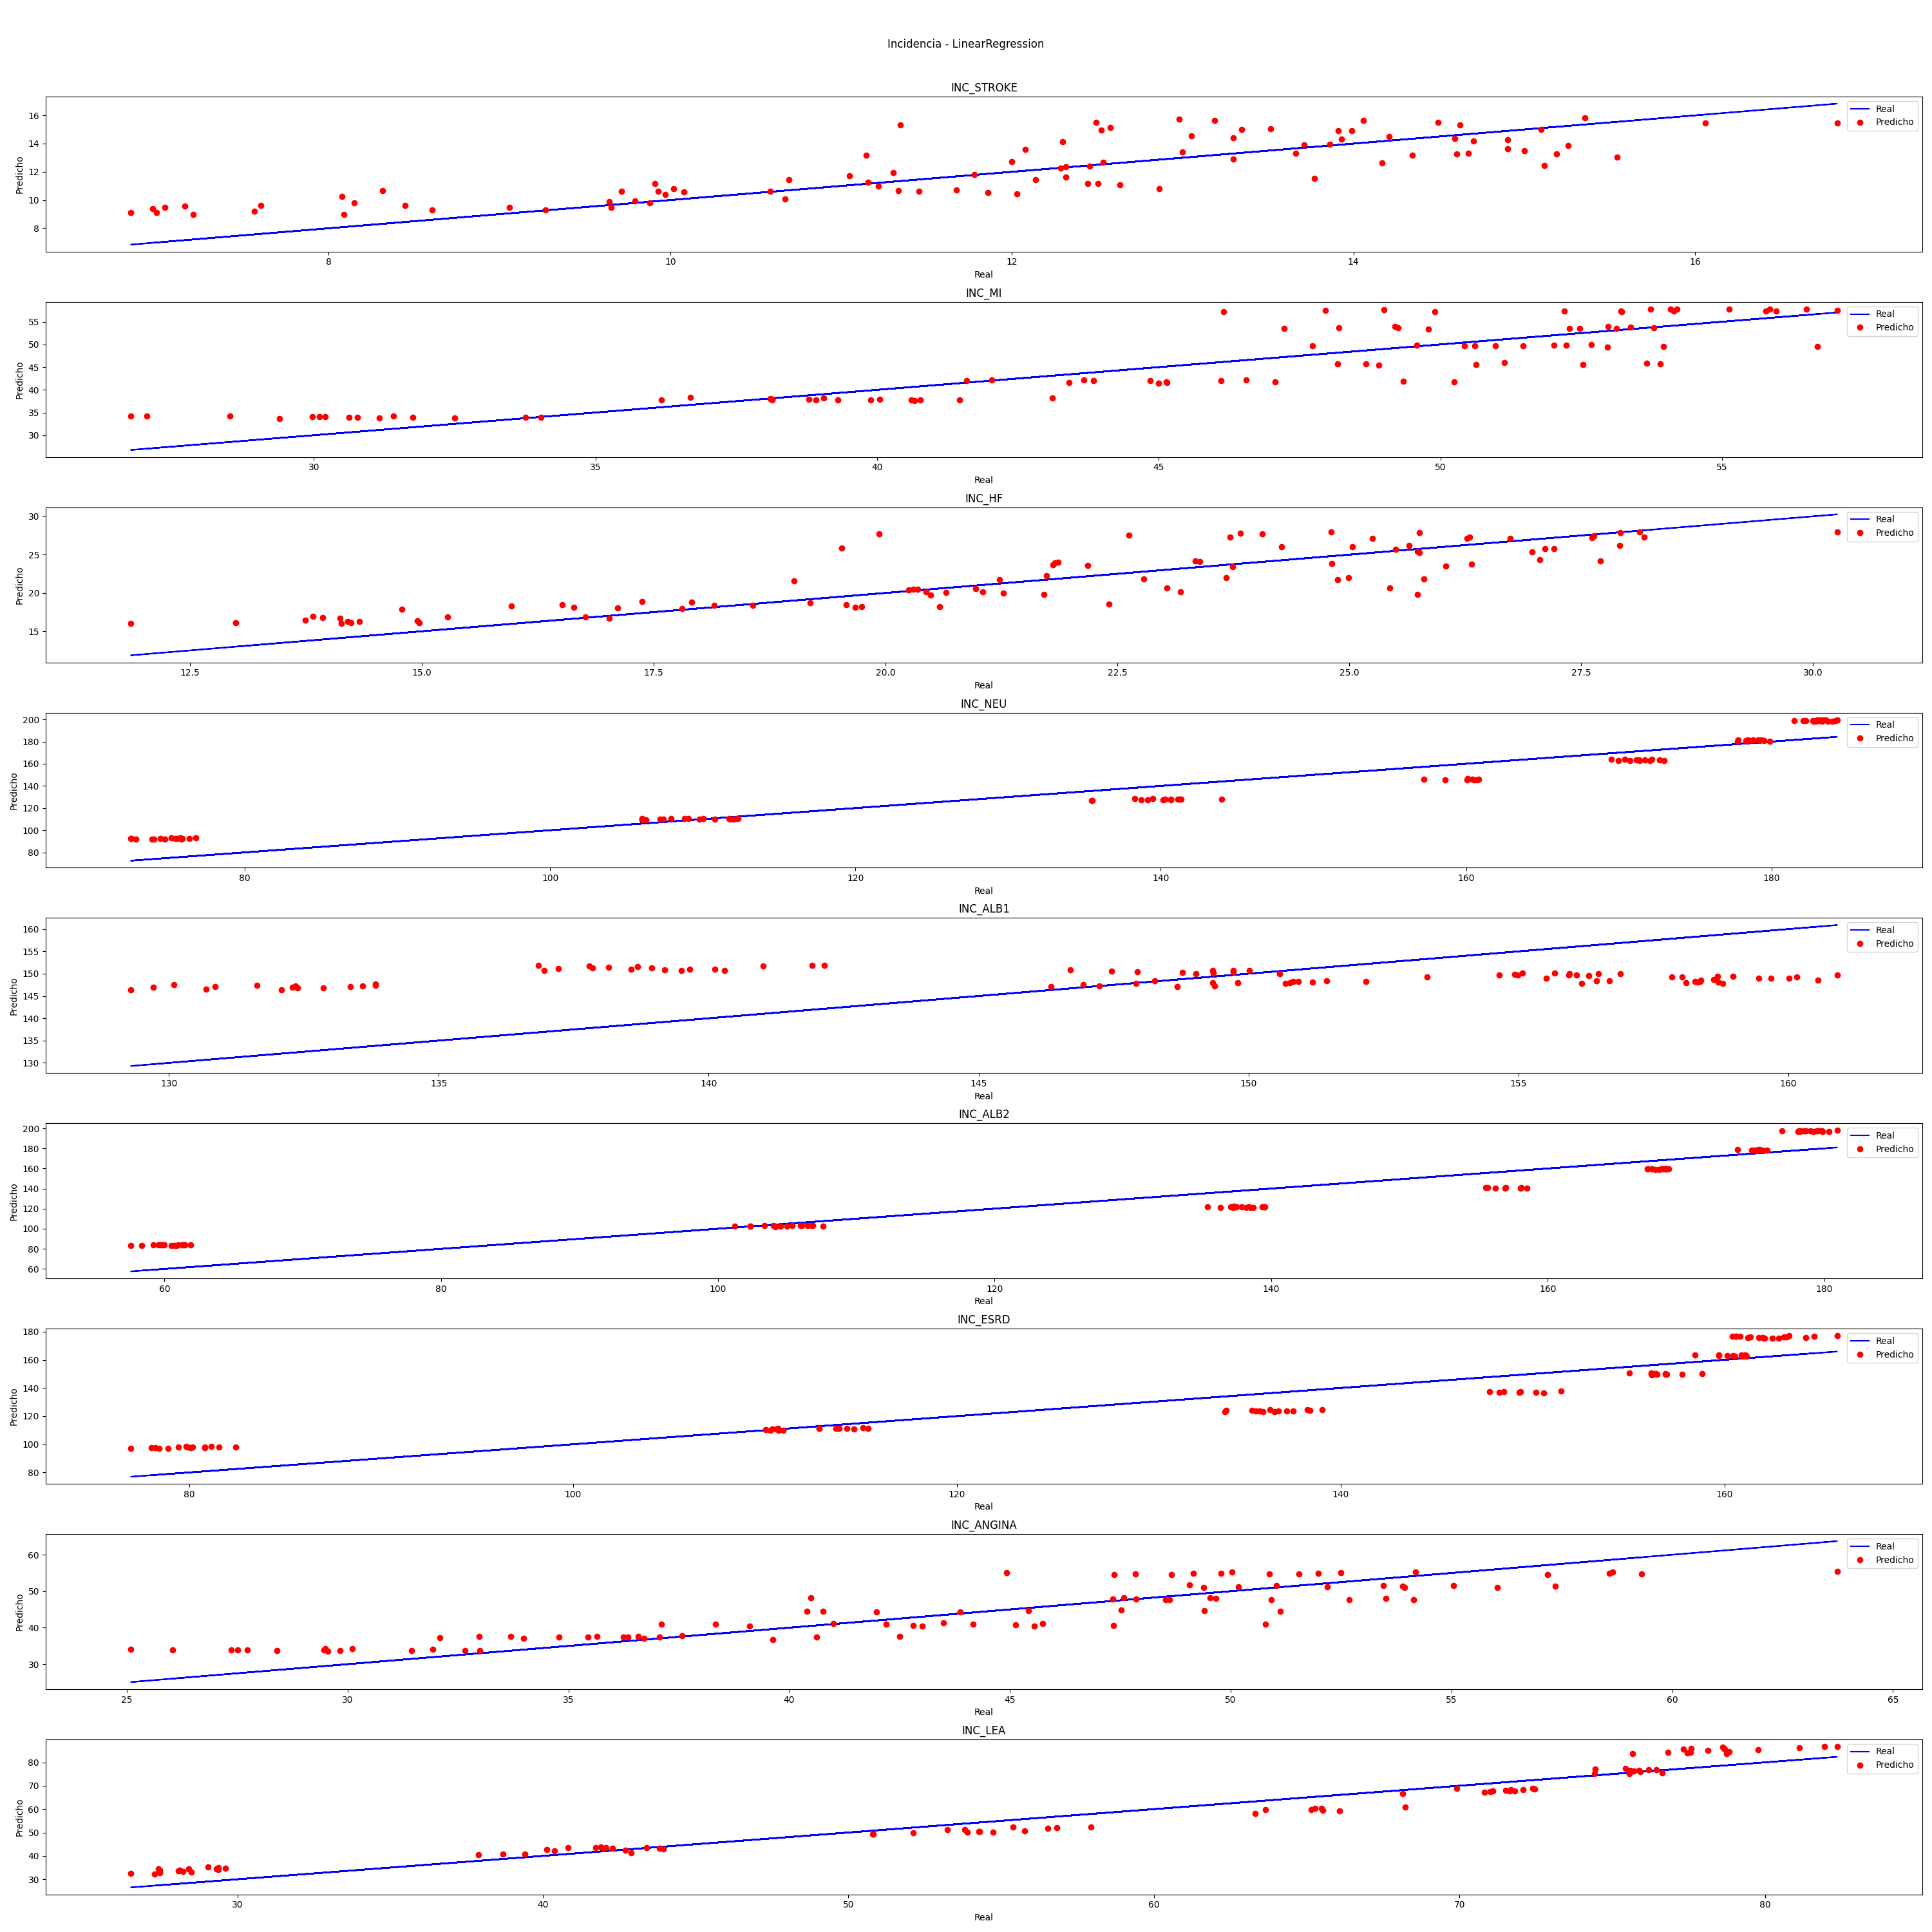 Incidencia - LinearRegression
INC_STROKE
16
14
12
10
8
Predicho
Real
Predicho
8 10 12 14 16
Real
INC_MI
55
50
45
40
35
30
Predicho
Real
Predicho
30 35 40 45 50 55
Real
INC_HF
30
25
20
15
Predicho
Real
Predicho
12.5 15.0 17.5 20.0 22.5 25.0 27.5 30.0
Real
INC_NEU
200
180
160
140
120
100
80
Predicho
Real
Predicho
80 100 120 140 160 180
Real
INC_ALB1
160
155
150
145
140
135
130
Predicho
Real
Predicho
130 135 140 145 150 155 160
Real
INC_ALB2
200
180
160
140
120
100
80
60
Predicho
Real
Predicho
60 80 100 120 140 160 180
Real
INC_ESRD
180
160
140
120
100
80
Predicho
Real
Predicho
80 100 120 140 160
Real
INC_ANGINA
60
50
40
30
Predicho
Real
Predicho
25 30 35 40 45 50 55 60 65
Real
INC_LEA
80
70
60
50
40
30
Predicho
Real
Predicho
30 40 50 60 70 80
Real